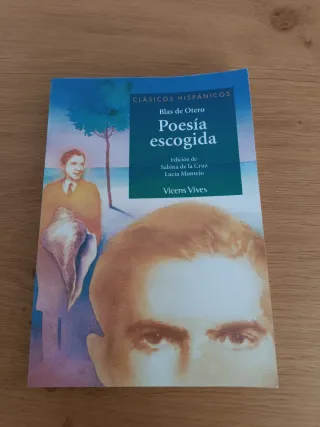 CLÁSICOS HISPÁNICOS
Blas de Otero
Poesía
escogida
Edición de
Sabina de la Cruz
Lucía Montejo
Vicens Vives